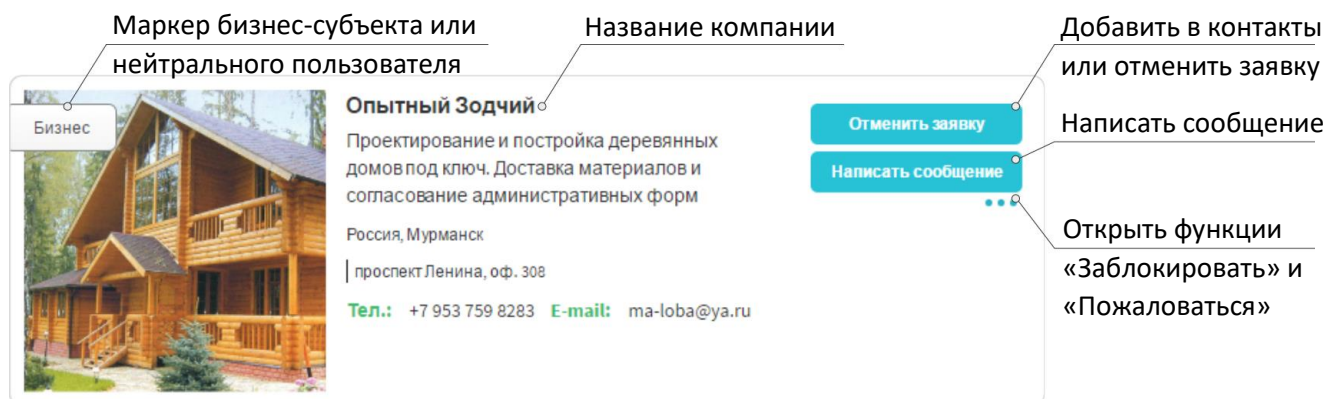 Маркер бизнес-субъекта или
нейтрального пользователя
Название компании
Добавить в контакты
или отменить заявку
Бизнес
Опытный Зодчий
Проектирование и постройка деревянных
домов под ключ. Доставка материалов и
согласование административных форм
Россия, Мурманск
проспект Ленина, оф. 308
Тел.: +7 953 759 8283 E-mail: ma-loba@ya.ru
Отменить заявку
Написать сообщение
Написать сообщение
Открыть функции
«Заблокировать» и
«Пожаловаться»